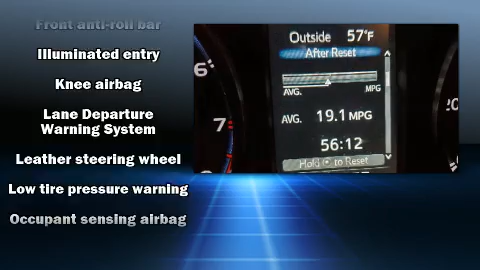 Front anti-roll bar
Illuminated entry
Knee airbag
Lane Departure
Warning System
Leather steering wheel
Low tire pressure warning
Occupant sensing airbag
Outside 57°F
After Reset
AVG. MPG
AVG. 19.1 MPG
56:12
Hold to Reset
6
7
20